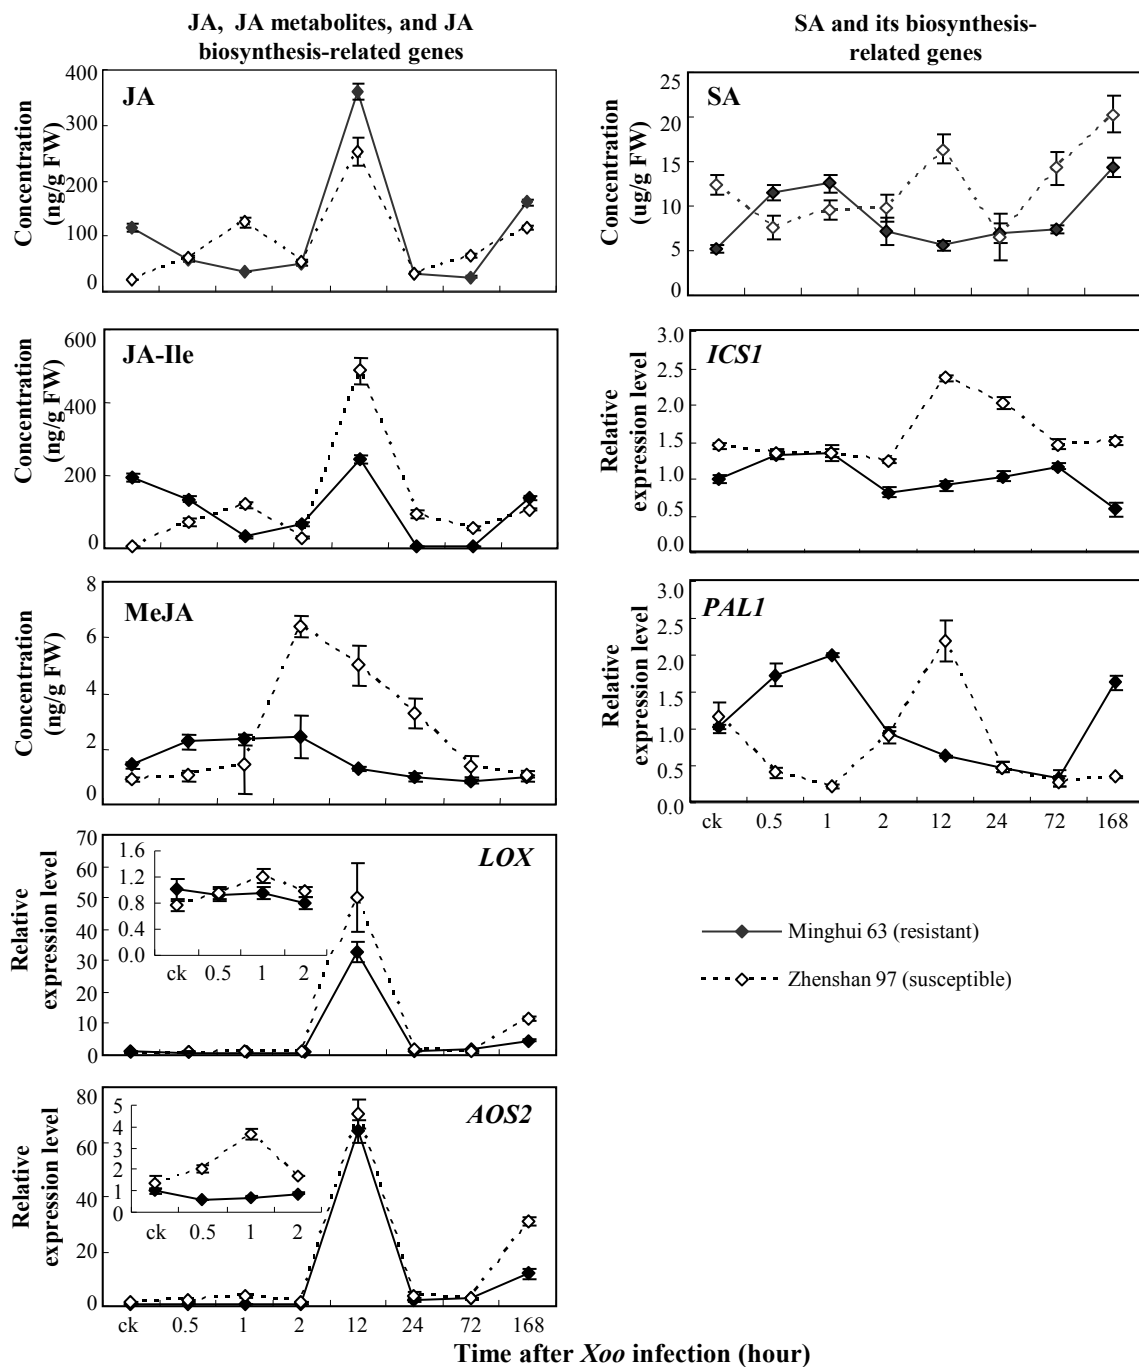 JA, JA metabolites, and JA
biosynthesis-related genes
SA and its biosynthesis-
related genes
JA
Concentration
(ng/g FW)
400
300
200
100
0
SA
Concentration
(ug/g FW)
25
20
15
10
5
0
JA-Ile
Concentration
(ng/g FW)
600
400
200
0
ICS1
Relative
expression level
3.0
2.5
2.0
1.5
1.0
0.5
0.0
MeJA
Concentration
(ng/g FW)
8
6
4
2
0
PAL1
Relative
expression level
3.0
2.5
2.0
1.5
1.0
0.5
0.0
ck 0.5 1 2 12 24 72 168
LOX
Relative
expression level
70
60
50
40
30
20
10
0
1.6
1.2
0.8
0.4
0.0
ck 0.5 1 2
Minghui 63 (resistant)
Zhenshan 97 (susceptible)
AOS2
Relative
expression level
80
60
40
20
0
5
4
3
2
1
0
ck 0.5 1 2
ck 0.5 1 2 12 24 72 168
Time after Xoo infection (hour)